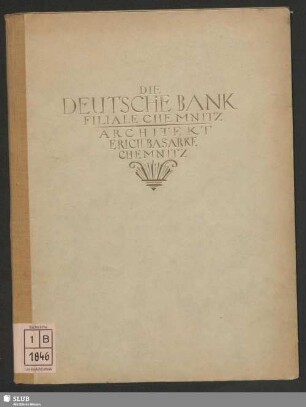 DIE
DEUTSCHE BANK
FILIALE CHEMNITZ
ARCHITEKT
ERICH BASARKE
CHEMNITZ
1 B
1846
SLUB